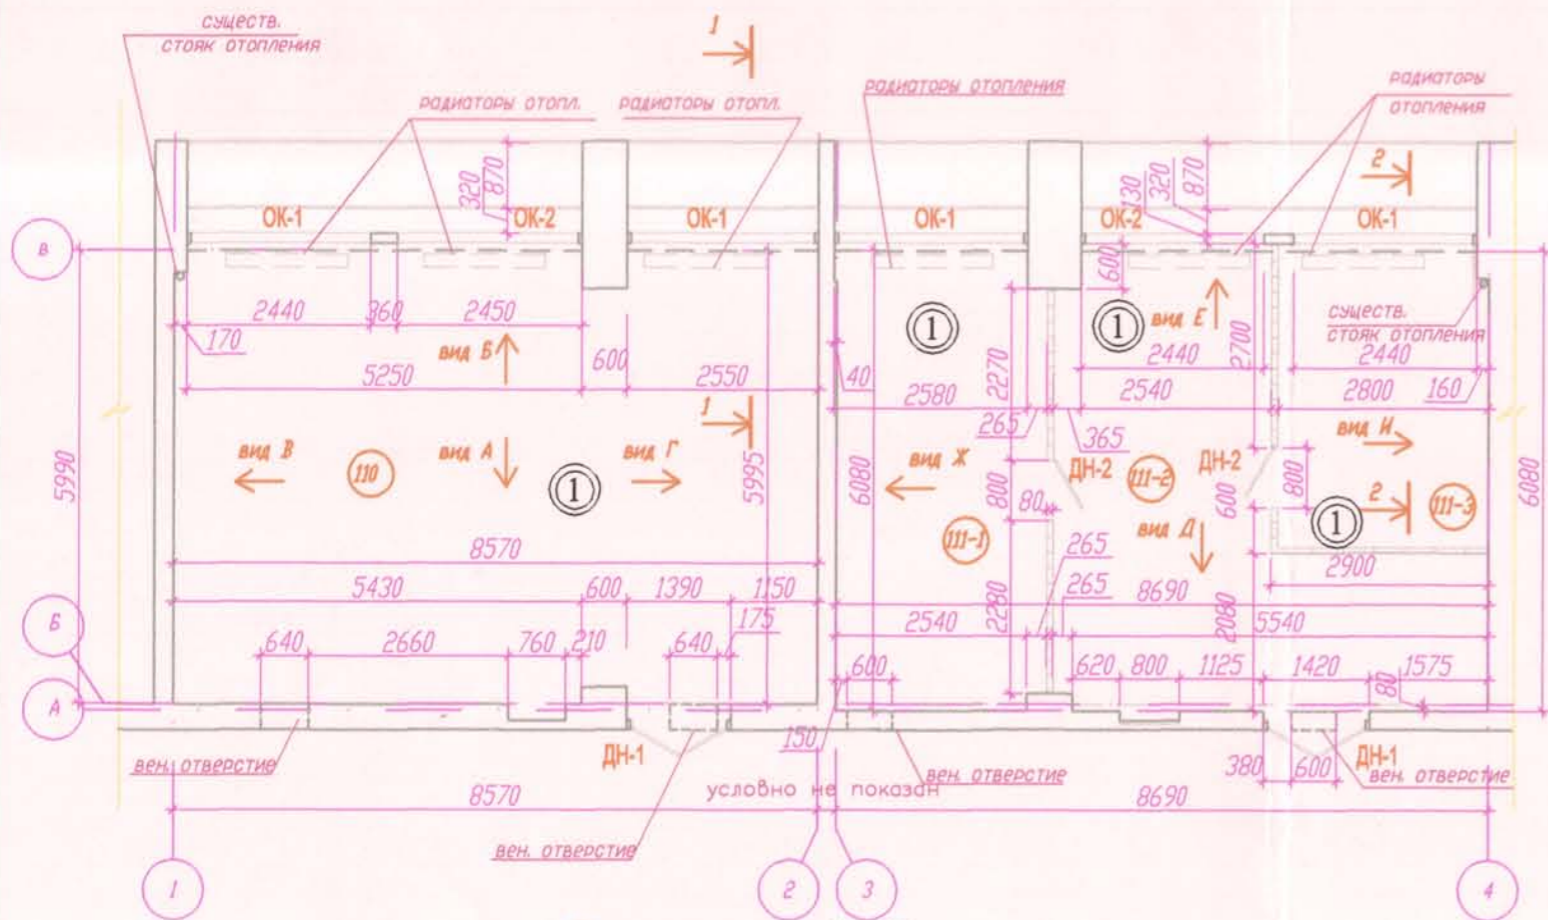 существ.
стояк отопления
1
радиаторы отопл.
радиаторы отопл.
радиаторы отопления
радиаторы
отопления
320
870
130
320
870
2
ОК-1
ОК-2
ОК-1
ОК-1
ОК-2
ОК-1
В
600
2440
360
2450
170
вид Б
600
5250
2550
40
1
1
вид Е
2700
существ.
стояк отопления
2440
2440
2270
2580
2540
2800
160
265
365
1
5990
вид В
110
вид А
1
вид Г
5995
6080
вид Ж
ДН-2
111-2
ДН-2
вид И
800
80
600
800
2
1
111-3
6080
111-1
вид Д
8570
265
2900
5430
600
1390
1150
265
8690
Б
640
2660
760
210
640
175
2540
2280
2080
5540
600
620
800
1125
1420
1575
80
А
150
вен. отверстие
ДН-1
вен. отверстие
380
600
ДН-1
вен. отверстие
8570
условно не показан
8690
вен. отверстие
1
2
3
4